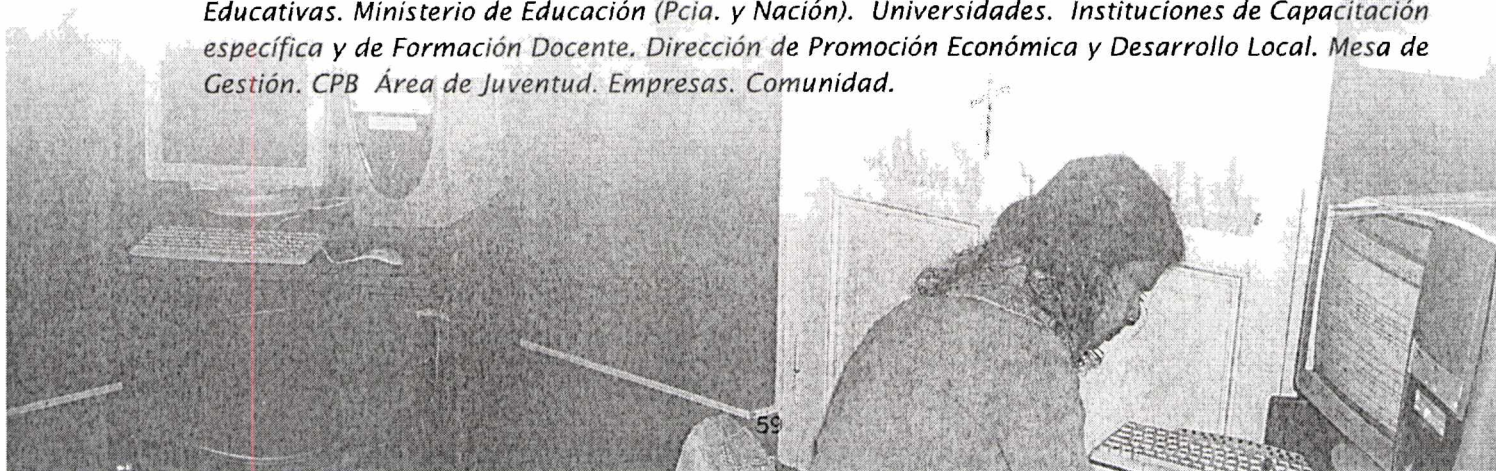 Educativas. Ministerio de Educación (Pcia. y Nación). Universidades. Instituciones de Capacitación
específica y de Formación Docente. Dirección de Promoción Económica y Desarrollo Local. Mesa de
Gestión. CPB Área de Juventud. Empresas. Comunidad.
59